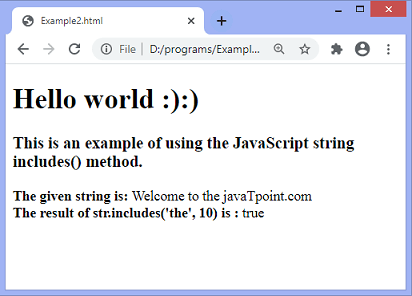 Example2.html
File | D:/programs/Exampl...
Hello world :):)
This is an example of using the JavaScript string
includes() method.
The given string is: Welcome to the javaTpoint.com
The result of str.includes('the', 10) is : true